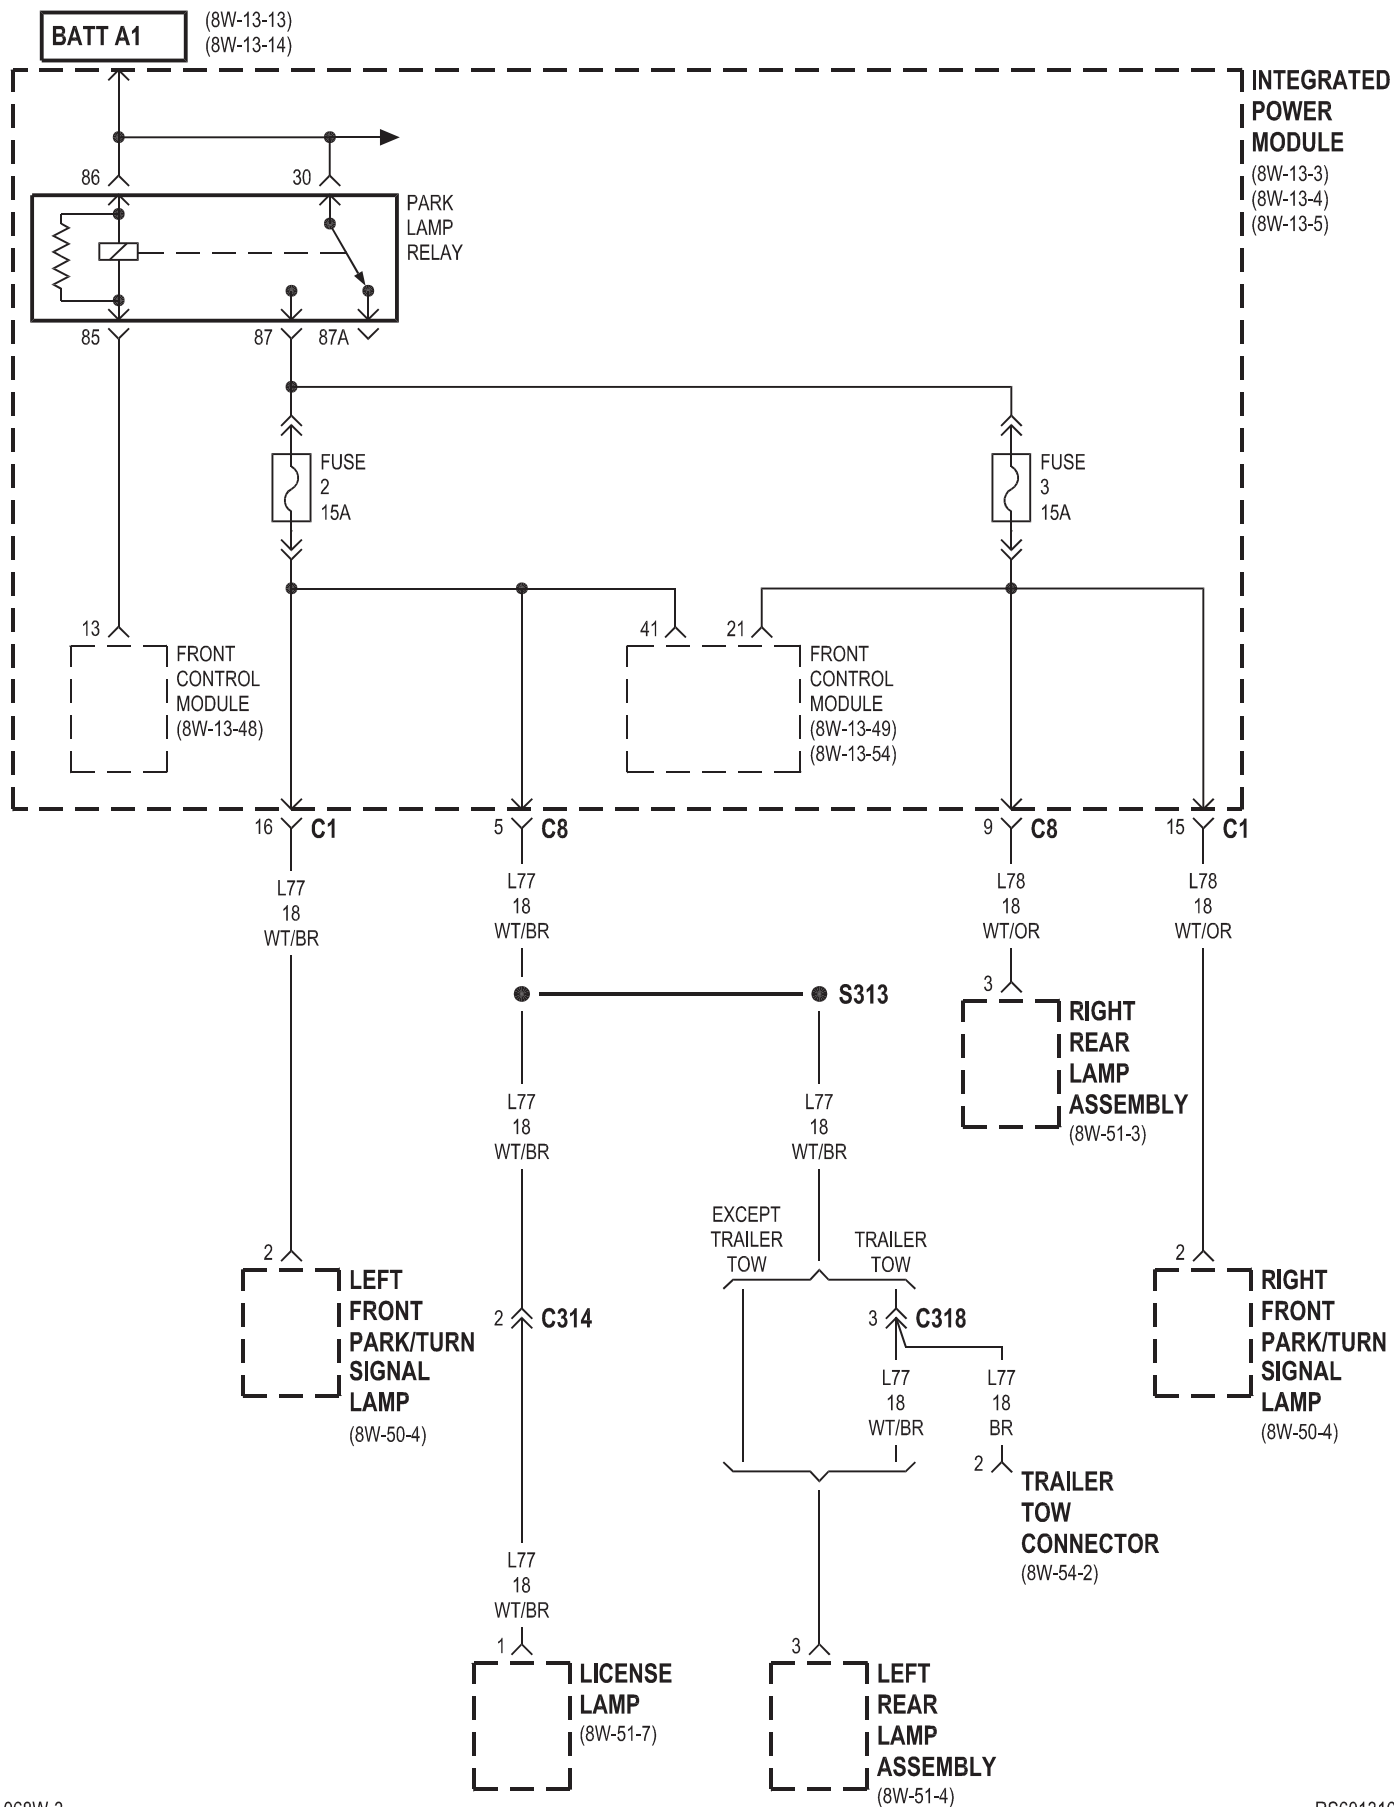 BATT A1
(8W-13-13)
(8W-13-14)
INTEGRATED
POWER
MODULE
(8W-13-3)
(8W-13-4)
(8W-13-5)
86
30
PARK
LAMP
RELAY
85
87
87A
FUSE
2
15A
FUSE
3
15A
13
FRONT
CONTROL
MODULE
(8W-13-48)
41
21
FRONT
CONTROL
MODULE
(8W-13-49)
(8W-13-54)
16
C1
5
C8
9
C8
15
C1
L77
18
WT/BR
L77
18
WT/BR
L78
18
WT/OR
L78
18
WT/OR
S313
3
RIGHT
REAR
LAMP
ASSEMBLY
(8W-51-3)
L77
18
WT/BR
L77
18
WT/BR
EXCEPT
TRAILER
TOW
TRAILER
TOW
2
LEFT
FRONT
PARK/TURN
SIGNAL
LAMP
(8W-50-4)
2
C314
3
C318
2
RIGHT
FRONT
PARK/TURN
SIGNAL
LAMP
(8W-50-4)
L77
18
WT/BR
L77
18
BR
2
TRAILER
TOW
CONNECTOR
(8W-54-2)
L77
18
WT/BR
1
LICENSE
LAMP
(8W-51-7)
3
LEFT
REAR
LAMP
ASSEMBLY
(8W-51-4)